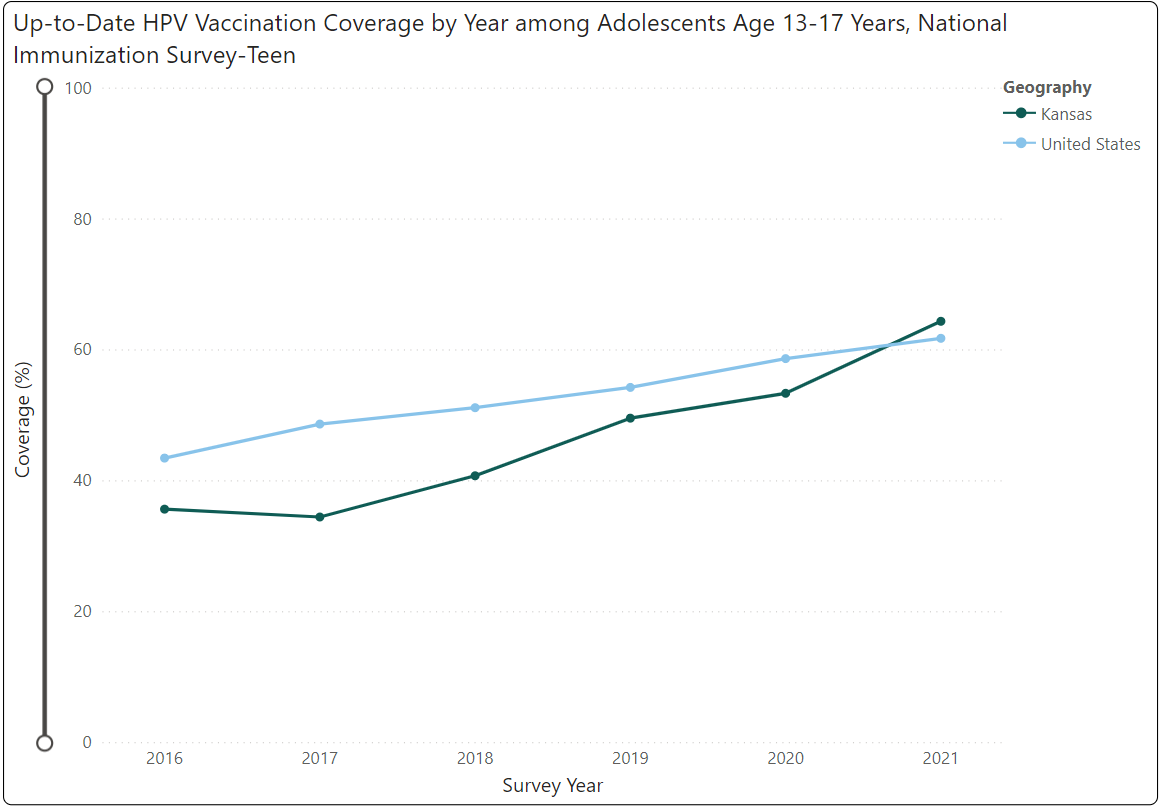 Up-to-Date HPV Vaccination Coverage by Year among Adolescents Age 13-17 Years, National
Immunization Survey-Teen
Geography
Kansas
United States
Coverage (%)
100
80
60
40
20
0
2016 2017 2018 2019 2020 2021
Survey Year